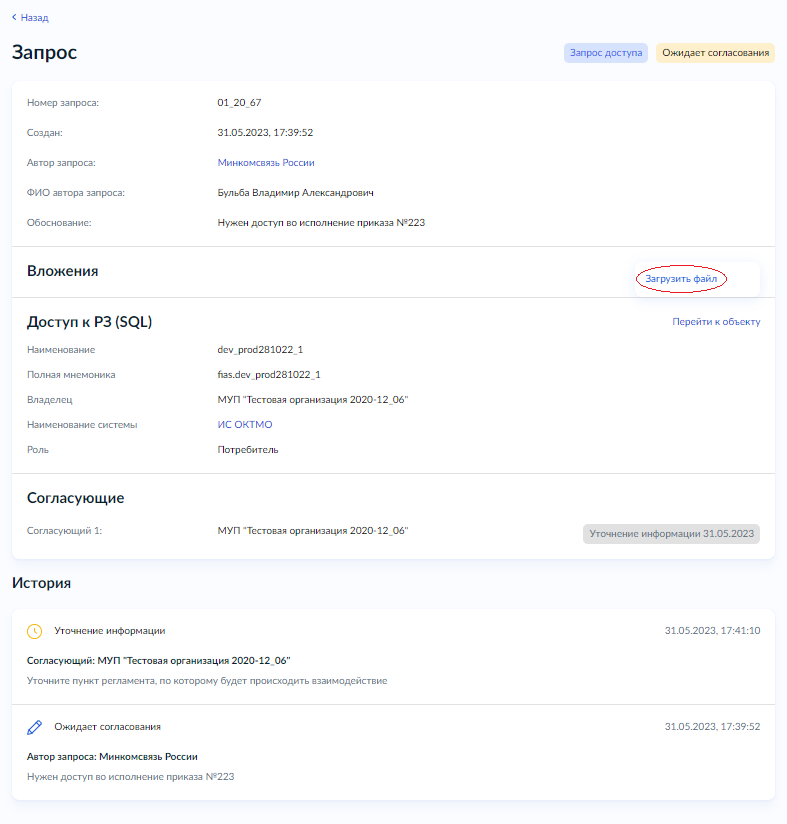 Назад
Запрос
Запрос доступа
Ожидает согласования
Номер запроса: 01_20_67
Создан: 31.05.2023, 17:39:52
Автор запроса: Минкомсвязь России
ФИО автора запроса: Бульба Владимир Александрович
Обоснование: Нужен доступ во исполнение приказа №223
Вложения
Загрузить файл
Доступ к РЗ (SQL)
Перейти к объекту
Наименование dev_prod281022_1
Полная мнемоника fias.dev_prod281022_1
Владелец МУП "Тестовая организация 2020-12_06"
Наименование системы ИС ОКТМО
Роль Потребитель
Согласующие
Согласующий 1: МУП "Тестовая организация 2020-12_06" Уточнение информации 31.05.2023
История
Уточнение информации 31.05.2023, 17:41:10
Согласующий: МУП "Тестовая организация 2020-12_06"
Уточните пункт регламента, по которому будет происходить взаимодействие
Ожидает согласования 31.05.2023, 17:39:52
Автор запроса: Минкомсвязь России
Нужен доступ во исполнение приказа №223